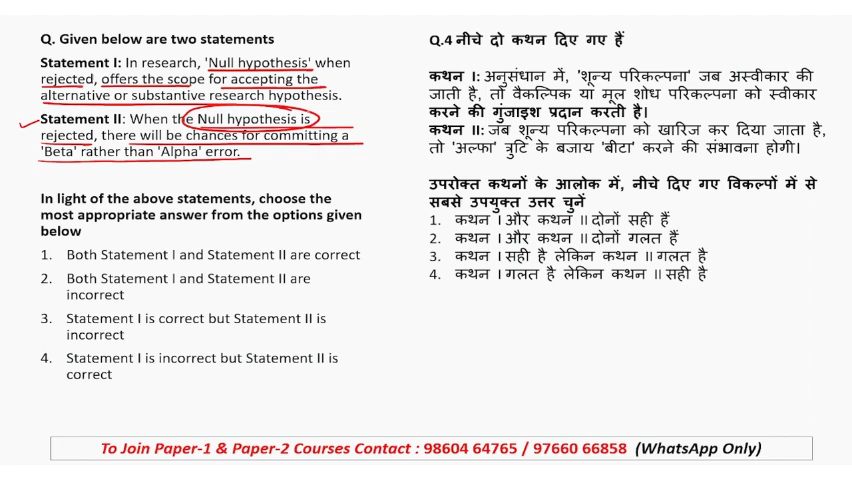 Q. Given below are two statements
Statement I: In research, 'Null hypothesis' when
rejected, offers the scope for accepting the
alternative or substantive research hypothesis.
Statement II: When the Null hypothesis is
rejected, there will be chances for committing a
'Beta' rather than 'Alpha' error.
In light of the above statements, choose the
most appropriate answer from the options given
below
1. Both Statement I and Statement II are correct
2. Both Statement I and Statement II are
incorrect
3. Statement I is correct but Statement II is
incorrect
4. Statement I is incorrect but Statement II is
correct
Q.4 नीचे दो कथन दिए गए हैं
कथन I: अनुसंधान में, 'शून्य परिकल्पना' जब अस्वीकार की
जाती है, तो वैकल्पिक या मूल शोध परिकल्पना को स्वीकार
करने की गुंजाइश प्रदान करती है।
कथन II: जब शून्य परिकल्पना को खारिज कर दिया जाता है,
तो 'अल्फा' त्रुटि के बजाय 'बीटा' करने की संभावना होगी।
उपरोक्त कथनों के आलोक में, नीचे दिए गए विकल्पों में से
सबसे उपयुक्त उत्तर चुनें
1. कथन I और कथन II दोनों सही हैं
2. कथन I और कथन II दोनों गलत हैं
3. कथन I सही है लेकिन कथन II गलत है
4. कथन I गलत है लेकिन कथन II सही है
To Join Paper-1 & Paper-2 Courses Contact : 98604 64765 / 97660 66858 (WhatsApp Only)